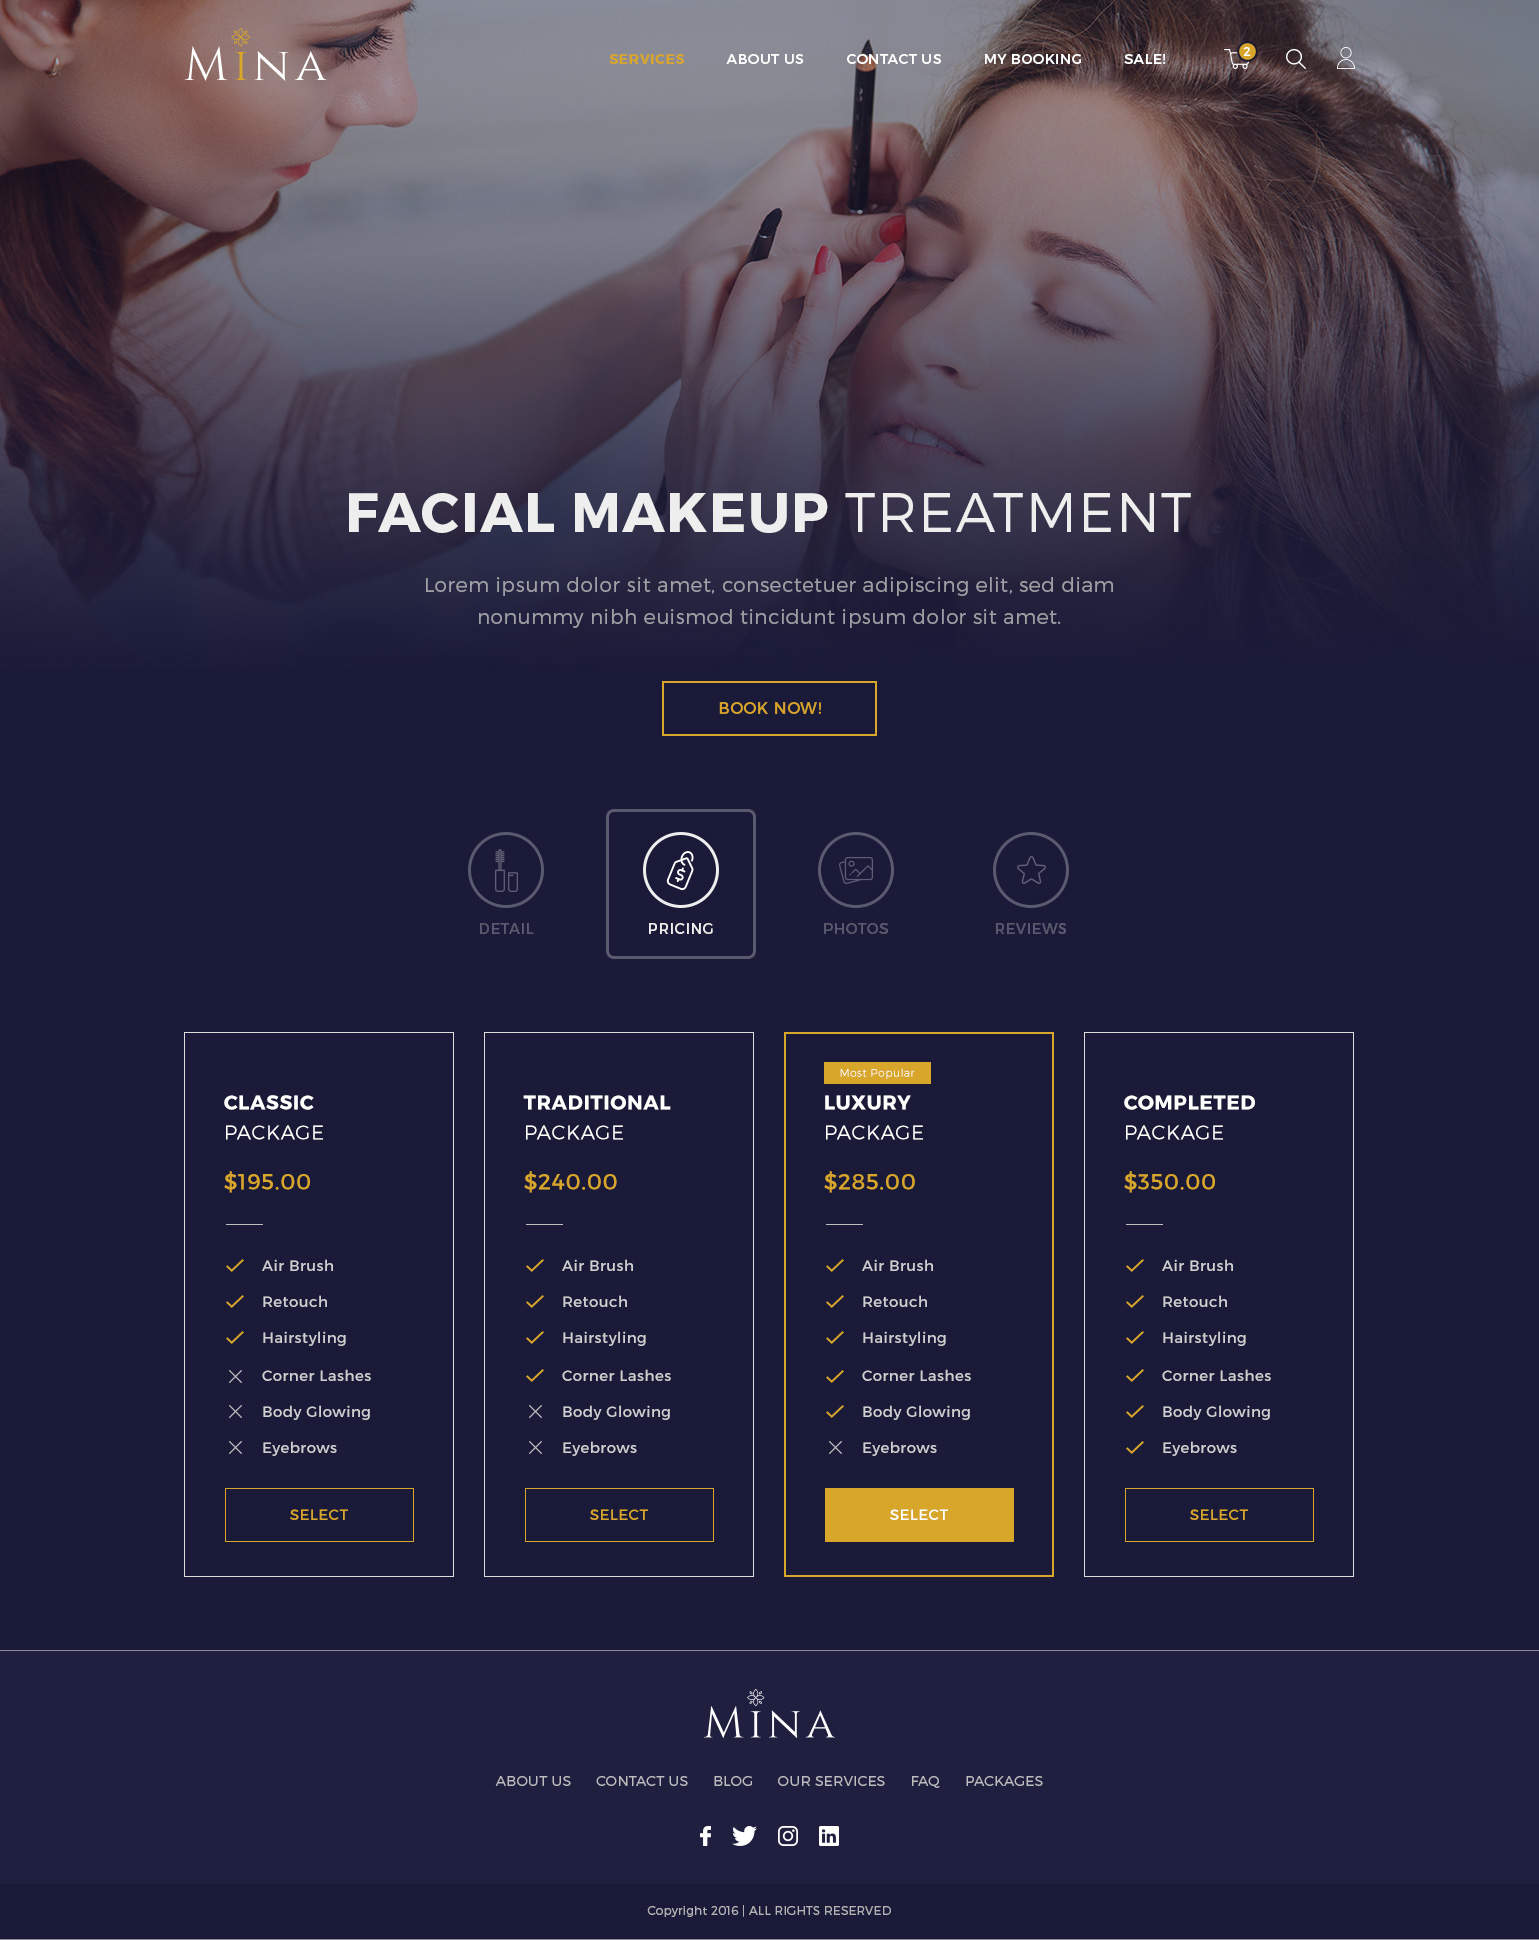 MINA
SERVICES ABOUT US CONTACT US MY BOOKING SALE! 2
FACIAL MAKEUP TREATMENT
Lorem ipsum dolor sit amet, consectetuer adipiscing elit, sed diam
nonummy nibh euismod tincidunt ipsum dolor sit amet.
BOOK NOW!
DETAIL
$
PRICING
PHOTOS
REVIEWS
CLASSIC
PACKAGE
$195.00
Air Brush
Retouch
Hairstyling
Corner Lashes
Body Glowing
Eyebrows
SELECT
TRADITIONAL
PACKAGE
$240.00
Air Brush
Retouch
Hairstyling
Corner Lashes
Body Glowing
Eyebrows
SELECT
Most Popular
LUXURY
PACKAGE
$285.00
Air Brush
Retouch
Hairstyling
Corner Lashes
Body Glowing
Eyebrows
SELECT
COMPLETED
PACKAGE
$350.00
Air Brush
Retouch
Hairstyling
Corner Lashes
Body Glowing
Eyebrows
SELECT
MINA
ABOUT US CONTACT US BLOG OUR SERVICES FAQ PACKAGES
Copyright 2016 | ALL RIGHTS RESERVED